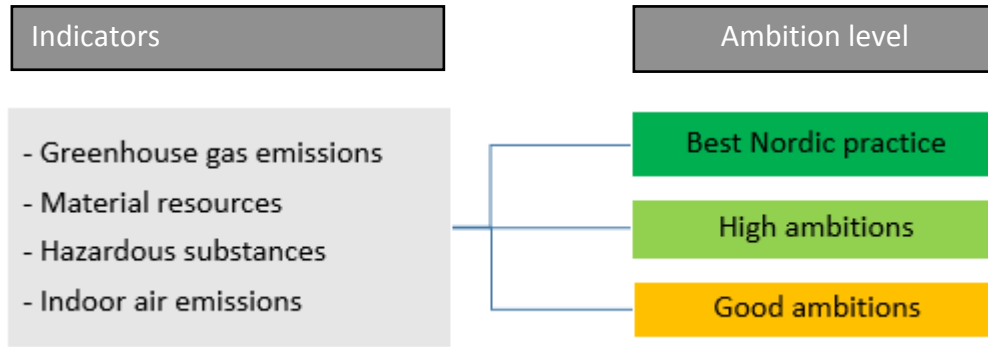 Indicators
Ambition level
- Greenhouse gas emissions
- Material resources
- Hazardous substances
- Indoor air emissions
Best Nordic practice
High ambitions
Good ambitions